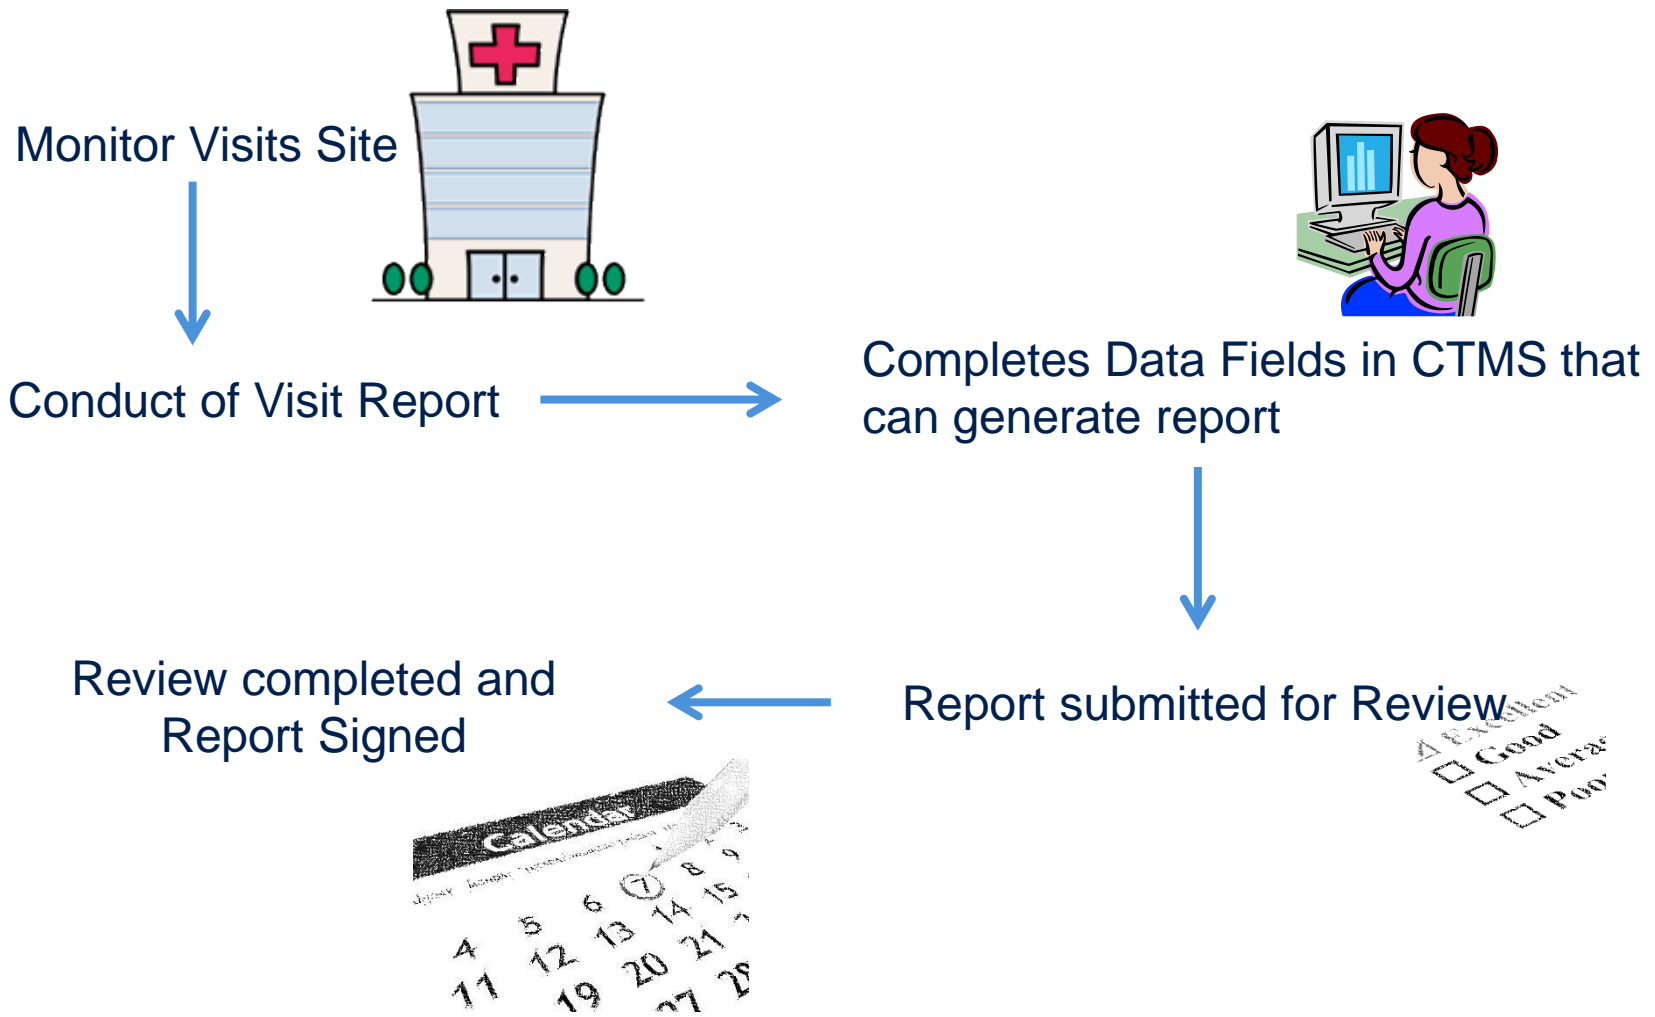 Monitor Visits Site
Conduct of Visit Report
Completes Data Fields in CTMS that
can generate report
Report submitted for Review
Excellent
Good
Review completed and
Report Signed
Calendar
6 7 8 9
4 5
13 14 15
11 12
20 21
19